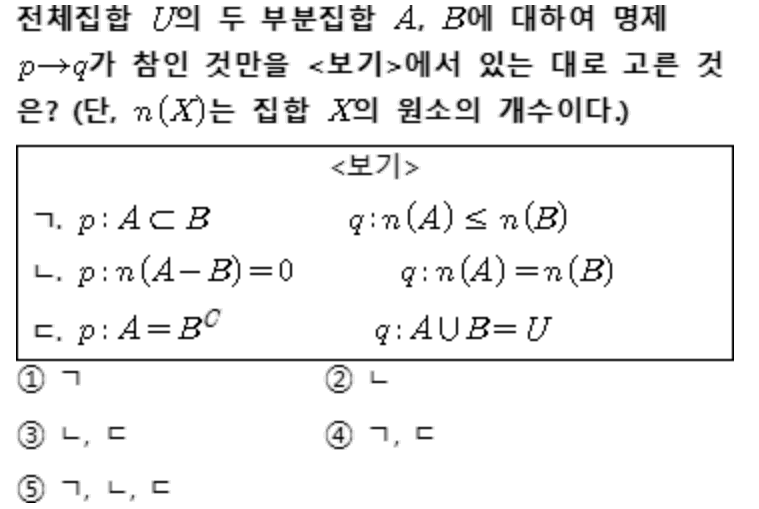 전체집합 U의 두 부분집합 A, B에 대하여 명제
p→q가 참인 것만을 <보기>에서 있는 대로 고른 것
은? (단, n(X)는 집합 X의 원소의 개수이다.)
<보기>
ㄱ. p:A⊂B q:n(A)≤n(B)
ㄴ. p:n(A-B)=0 q:n(A)=n(B)
ㄷ. p:A=B^C q:A∪B=U
① ㄱ ② ㄴ
③ ㄴ, ㄷ ④ ㄱ, ㄷ
⑤ ㄱ, ㄴ, ㄷ